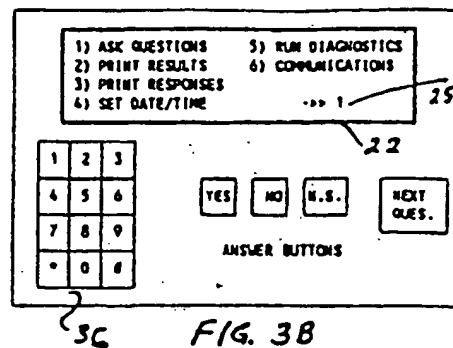 1) ASK QUESTIONS 5) RUN DIAGNOSTICS
2) PRINT RESULTS 6) COMMUNICATIONS
3) PRINT RESPONSES
4) SET DATE/TIME ->> 1
25
22
1 2 3
4 5 6
7 8 9
* 0 #
YES NO N.S. NEXT QUES.
ANSWER BUTTONS
36
FIG. 3B